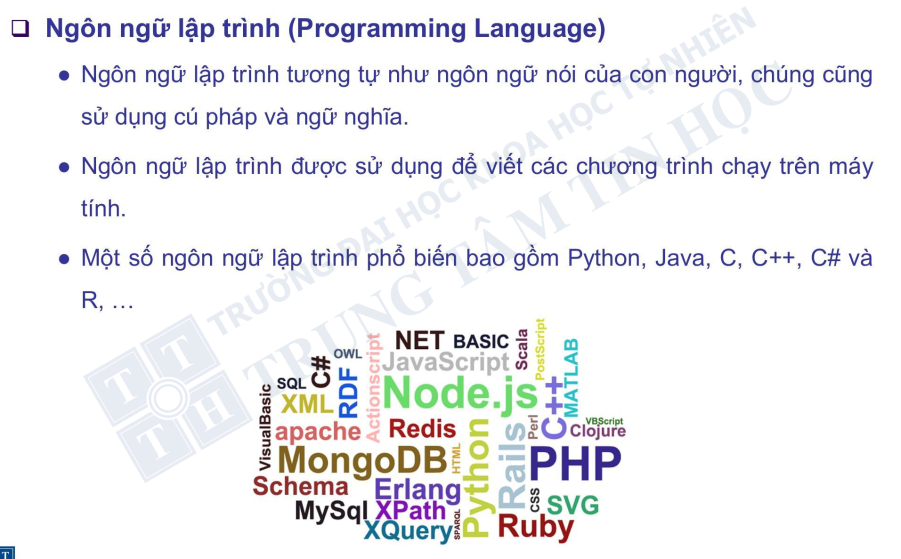 Ngôn ngữ lập trình (Programming Language)
Ngôn ngữ lập trình tương tự như ngôn ngữ nói của con người, chúng cũng
sử dụng cú pháp và ngữ nghĩa.
Ngôn ngữ lập trình được sử dụng để viết các chương trình chạy trên máy
tính.
Một số ngôn ngữ lập trình phổ biến bao gồm Python, Java, C, C++, C# và
R, …
TRƯỜNG ĐẠI HỌC KHOA HỌC TỰ NHIÊN
TRUNG TÂM TIN HỌC
T T
T H
NET
BASIC
Scala
PostScript
OWL
C#
Actionscript
JavaScript
MATLAB
SQL
RDF
Node.js
C++
VisualBasic
XML
apache
Redis
Perl
VBScript
Clojure
MongoDB
HTML
Python
Rails
PHP
Schema
Erlang
CSS
SVG
MySql
XPath
XQuery
SPARQL
Ruby
T